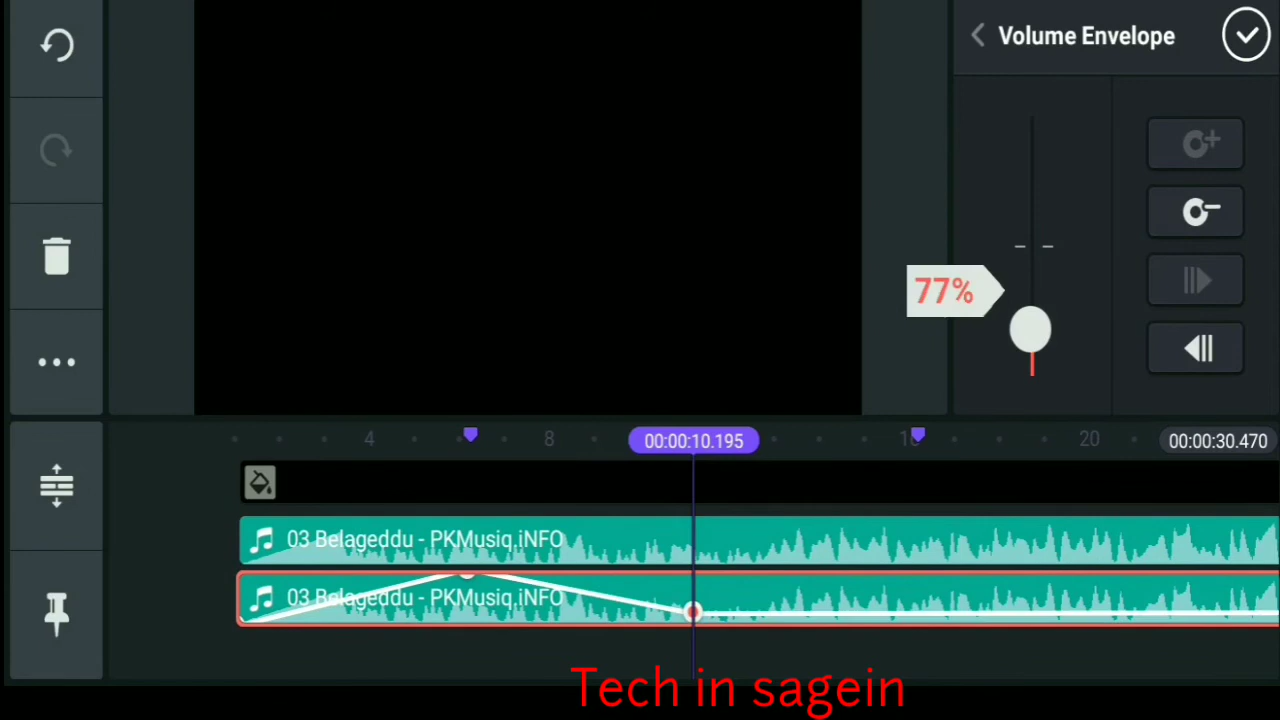 Volume Envelope
77%
4
8
00:00:10.195
20
00:00:30.470
03 Belageddu - PKMusiq,iNFO
03 Belageddu - PKMusiq,iNFO
Tech in sagein